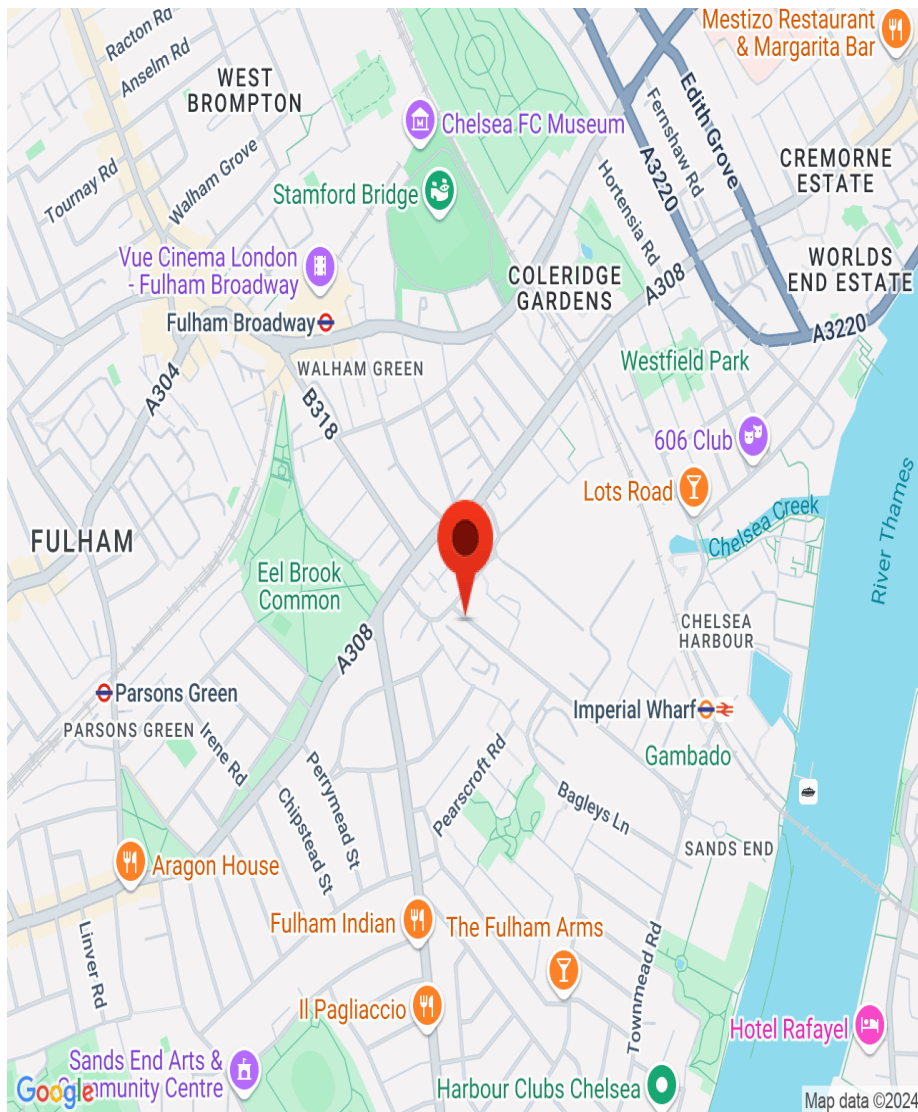 Racton Rd
Anselm Rd
WEST
BROMPTON
Mestizo Restaurant
& Margarita Bar
Edith Grove
Fernshaw Rd
Chelsea FC Museum
A3220
CREMORNE
ESTATE
Tournay Rd
Walham Grove
Stamford Bridge
Hortensia Rd
Vue Cinema London
- Fulham Broadway
COLERIDGE
GARDENS
A308
WORLDS
END ESTATE
Fulham Broadway
A3220
A304
WALHAM GREEN
B318
Westfield Park
606 Club
Lots Road
Chelsea Creek
River Thames
FULHAM
Eel Brook
Common
CHELSEA
HARBOUR
A308
Parsons Green
PARSONS GREEN
Irene Rd
Imperial Wharf
Gambado
Perrymead St
Chipstead St
Pearscroft Rd
Bagleys Ln
SANDS END
Aragon House
Fulham Indian
The Fulham Arms
Linver Rd
Townmead Rd
Il Pagliaccio
Hotel Rafayel
Sands End Arts &
Community Centre
Harbour Clubs Chelsea
Google
Map data ©2024